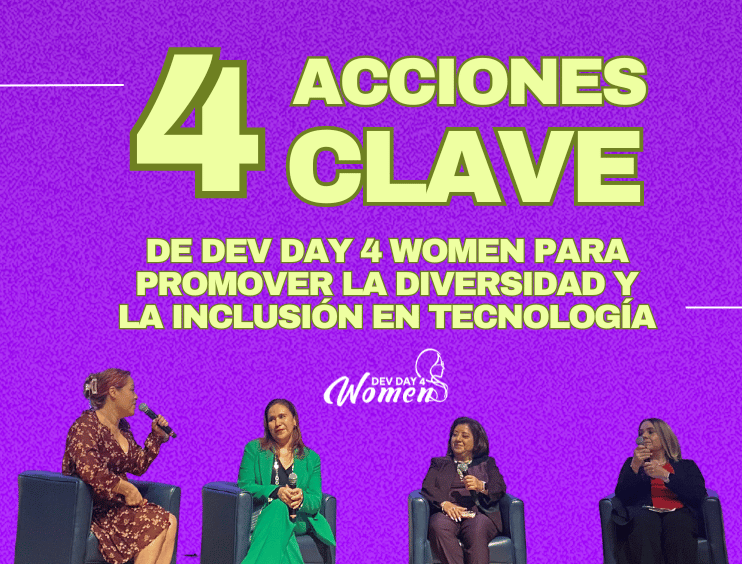 4 ACCIONES
CLAVE
DE DEV DAY 4 WOMEN PARA
PROMOVER LA DIVERSIDAD Y
LA INCLUSIÓN EN TECNOLOGÍA
DEV DAY 4
Women